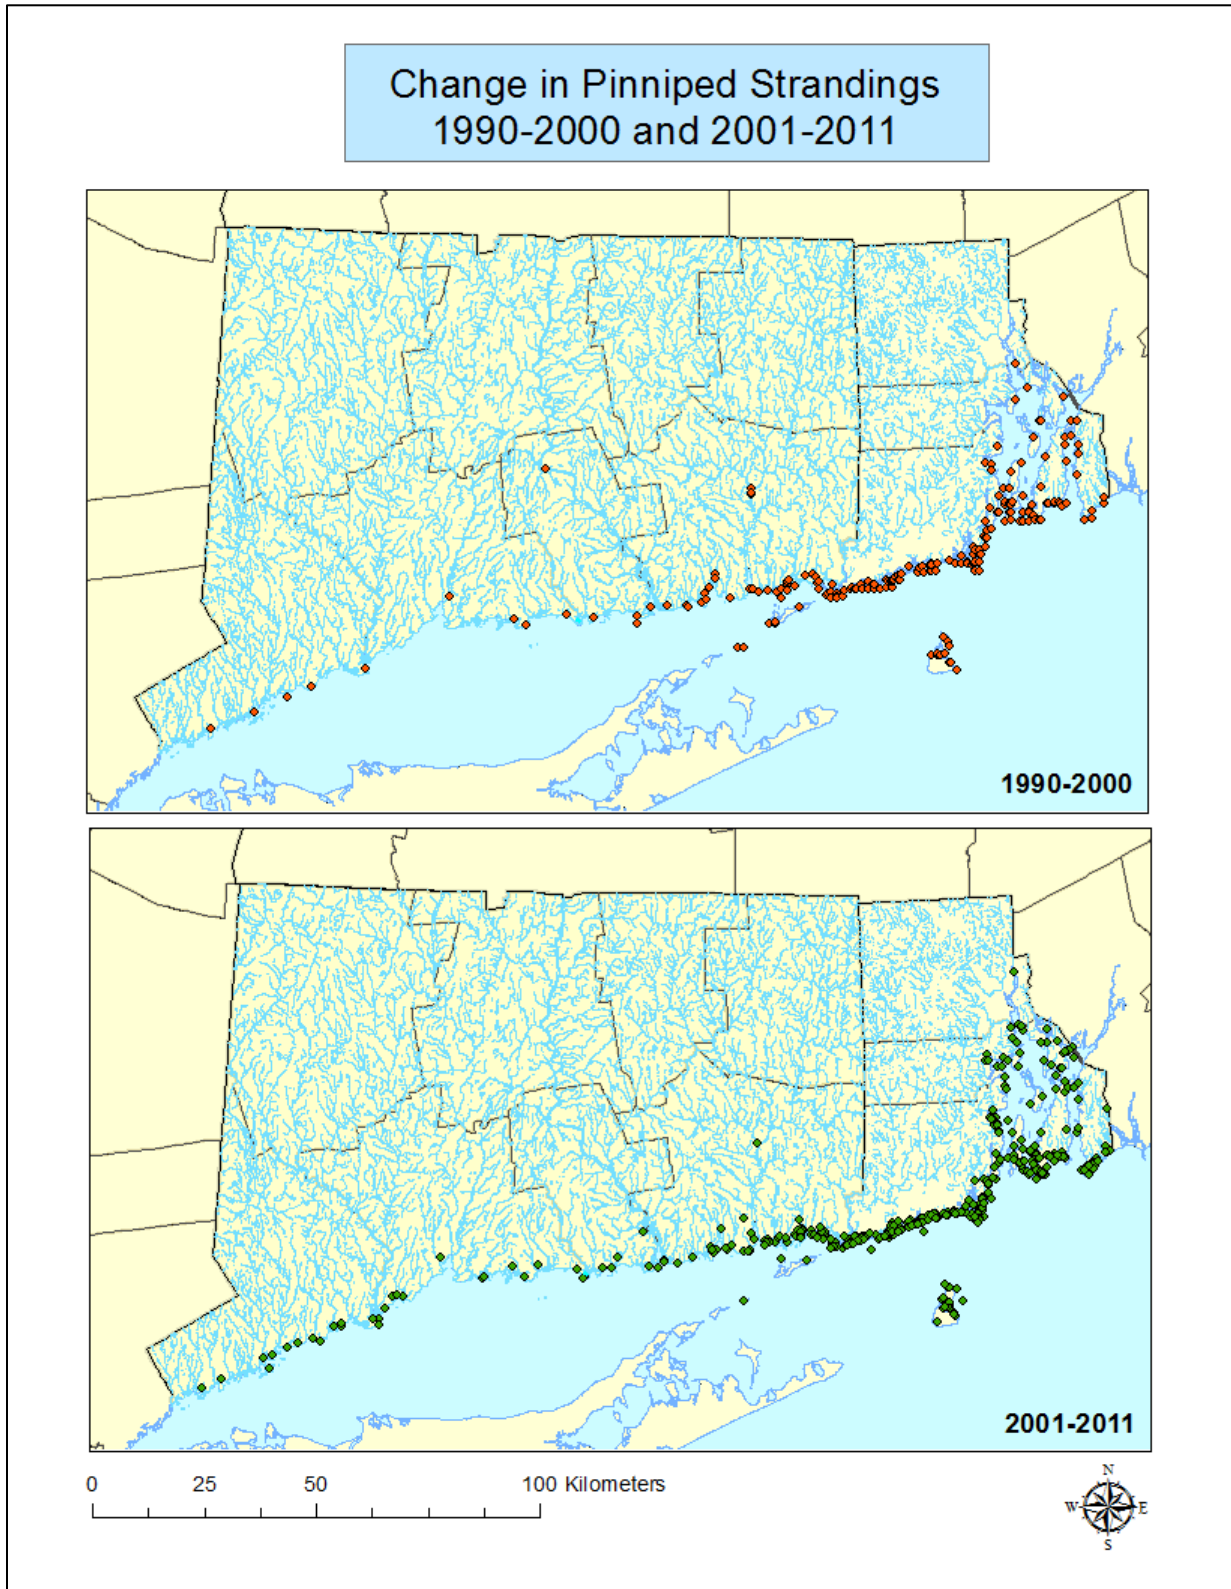 Change in Pinniped Strandings
1990-2000 and 2001-2011
1990-2000
2001-2011
0 25 50 100 Kilometers
N
W E
S